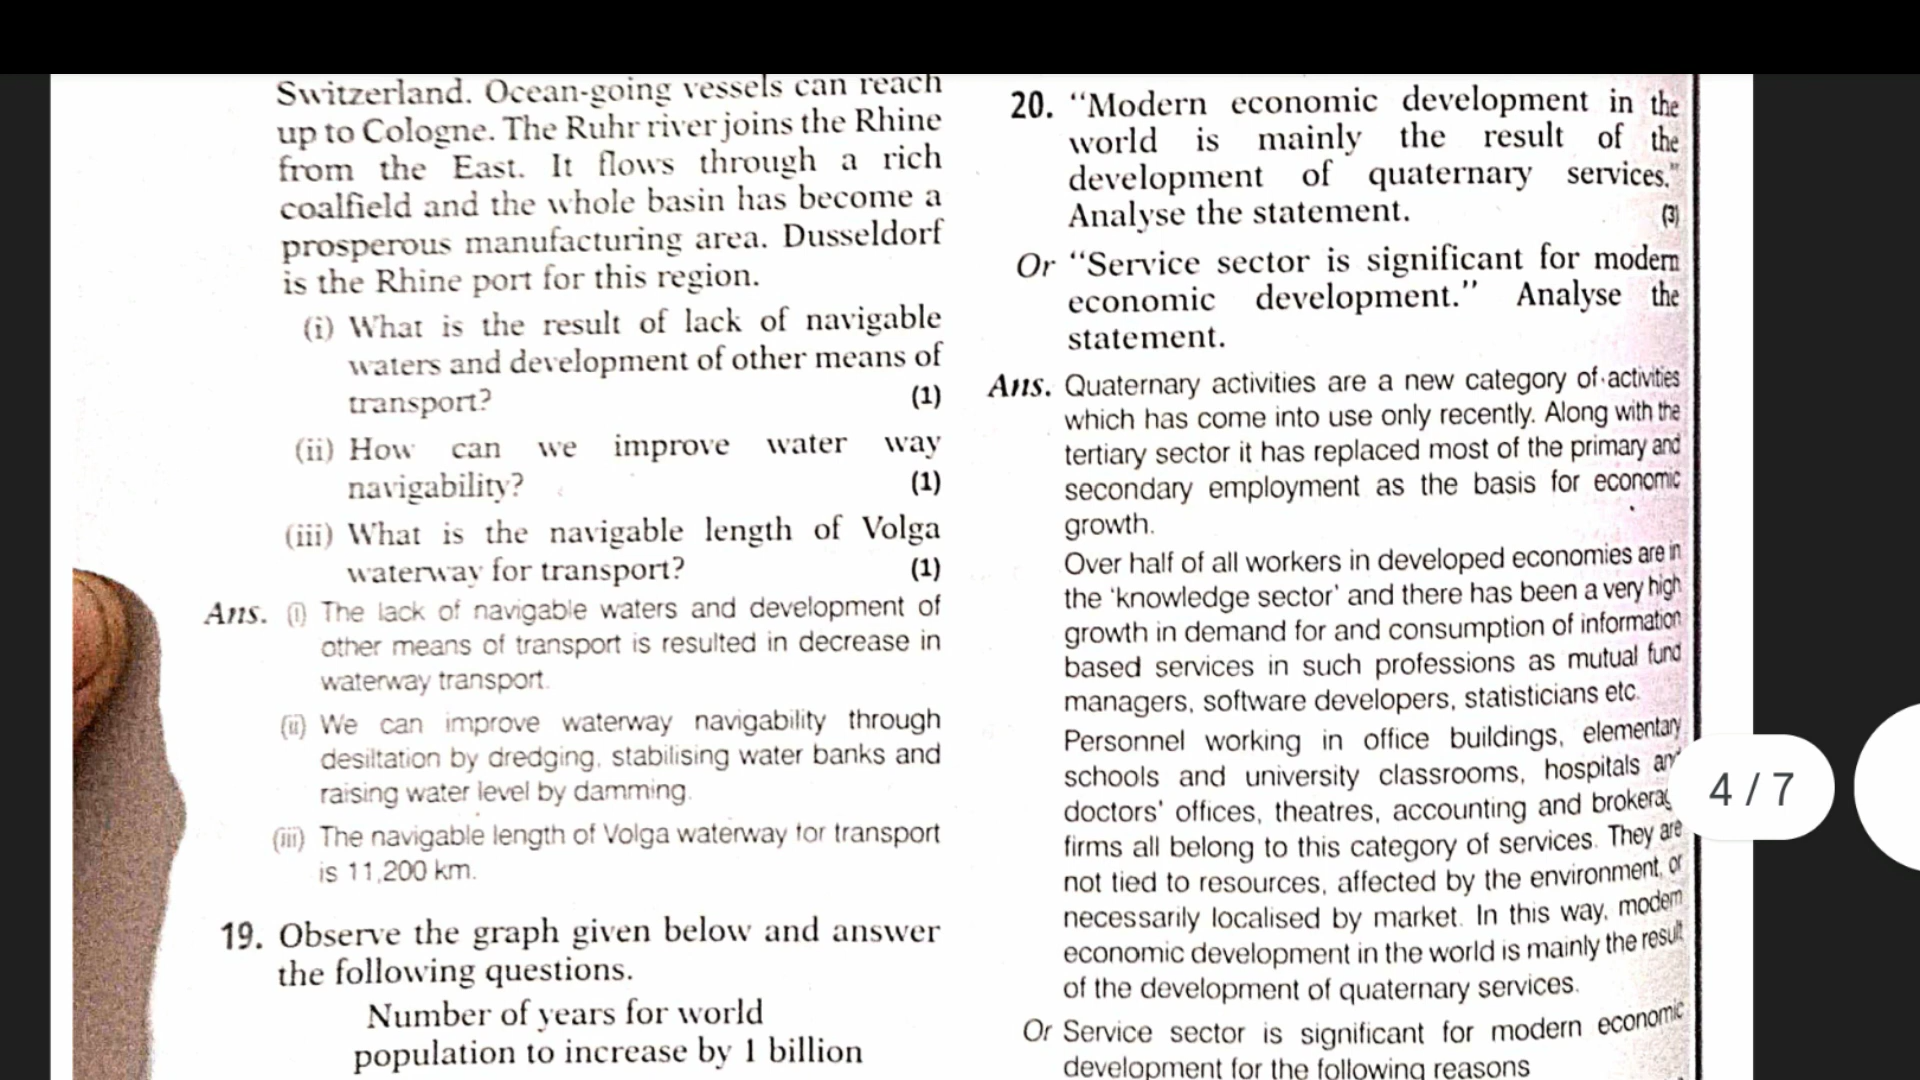 Switzerland. Ocean-going vessels can reach
up to Cologne. The Ruhr river joins the Rhine
from the East. It flows through a rich
coalfield and the whole basin has become a
prosperous manufacturing area. Dusseldorf
is the Rhine port for this region.
(i) What is the result of lack of navigable
waters and development of other means of
transport? (1)
(ii) How can we improve water way
navigability? (1)
(iii) What is the navigable length of Volga
waterway for transport? (1)
Ans. (i) The lack of navigable waters and development of
other means of transport is resulted in decrease in
waterway transport.
(ii) We can improve waterway navigability through
desiltation by dredging, stabilising water banks and
raising water level by damming.
(iii) The navigable length of Volga waterway for transport
is 11,200 km.
19. Observe the graph given below and answer
the following questions.
Number of years for world
population to increase by 1 billion
20. “Modern economic development in the
world is mainly the result of the
development of quaternary services.”
Analyse the statement. (3)
Or “Service sector is significant for modern
economic development.” Analyse the
statement.
Ans. Quaternary activities are a new category of activities
which has come into use only recently. Along with the
tertiary sector it has replaced most of the primary and
secondary employment as the basis for economic
growth.
Over half of all workers in developed economies are in
the ‘knowledge sector’ and there has been a very high
growth in demand for and consumption of information
based services in such professions as mutual fund
managers, software developers, statisticians etc.
Personnel working in office buildings, elementary
schools and university classrooms, hospitals and
doctors’ offices, theatres, accounting and brokerag
firms all belong to this category of services. They are
not tied to resources, affected by the environment, or
necessarily localised by market. In this way, modern
economic development in the world is mainly the result
of the development of quaternary services.
Or Service sector is significant for modern economic
development for the following reasons
4 / 7